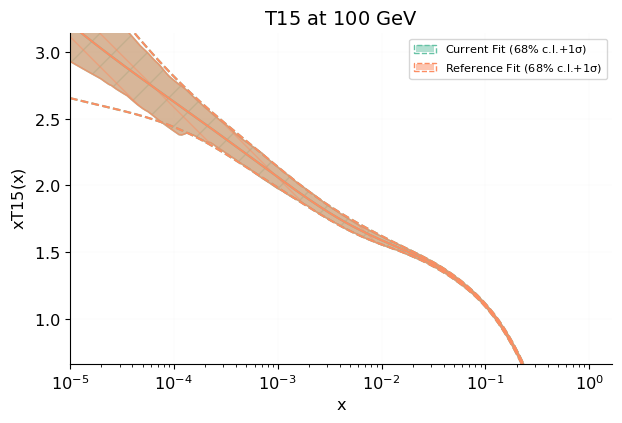 T15 at 100 GeV
Current Fit (68% c.l.+1σ)
Reference Fit (68% c.l.+1σ)
xT15(x)
3.0
2.5
2.0
1.5
1.0
10⁻⁵ 10⁻⁴ 10⁻³ 10⁻² 10⁻¹ 10⁰
x